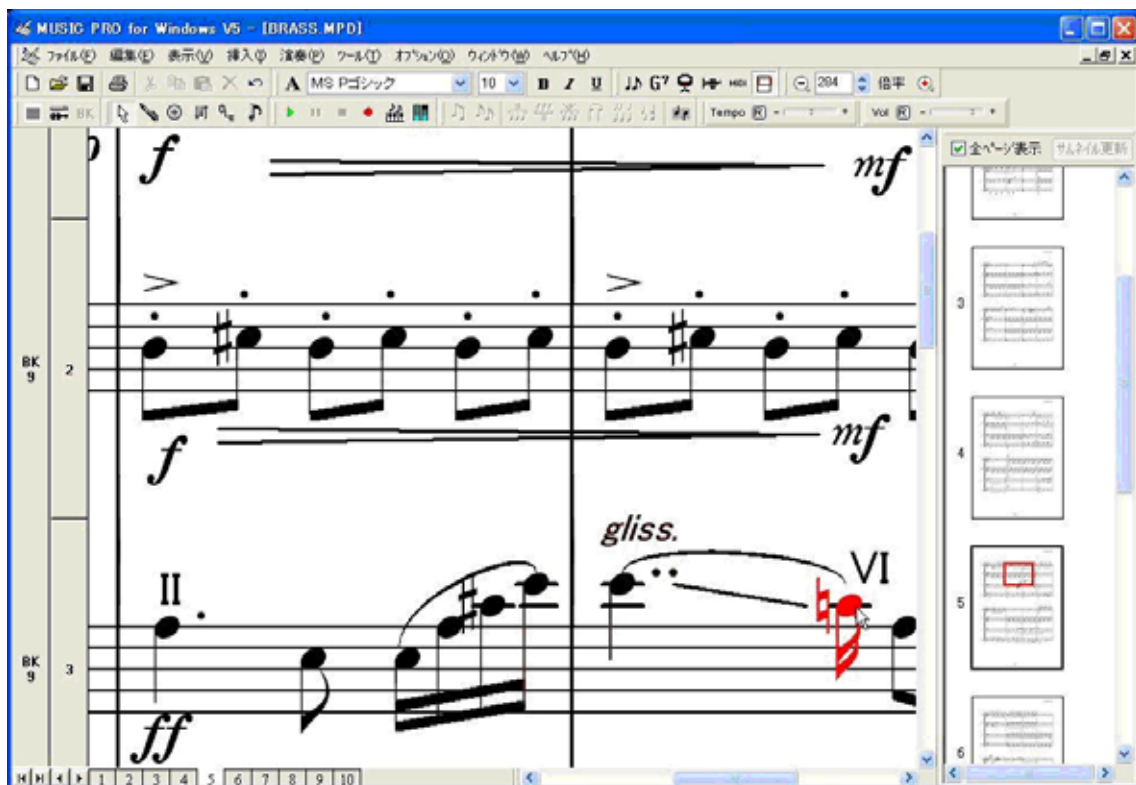 MUSIC PRO for Windows V5 - [BRASS.MPD]
ファイル(F) 編集(E) 表示(V) 挿入(I) 演奏(P) ツール(T) オプション(O) ウィンドウ(W) ヘルプ(H)
A MS Pゴシック 10 B I U G7 MIDI 284 倍率
BK Tempo R - + Vol R - +
全ページ表示 サムネイル更新
f mf
3
BK 9 2
4
f mf
gliss.
II VI
5
BK 9 3
ff
6
1 2 3 4 5 6 7 8 9 10